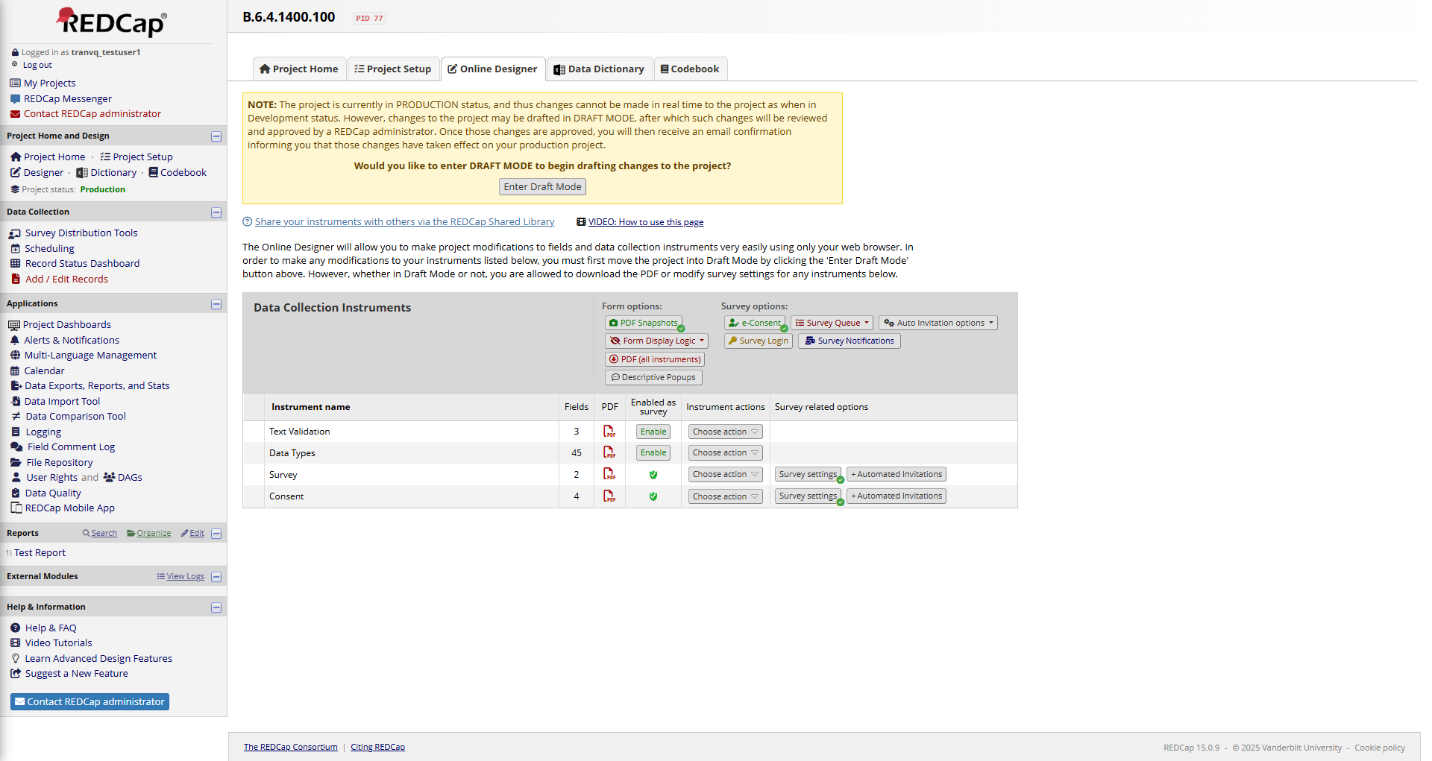 REDCap®
Logged in as tranvq_testuser1
Log out
My Projects
REDCap Messenger
Contact REDCap administrator
Project Home and Design
Project Home · Project Setup
Designer · Dictionary · Codebook
Project status: Production
Data Collection
Survey Distribution Tools
Scheduling
Record Status Dashboard
Add / Edit Records
Applications
Project Dashboards
Alerts & Notifications
Multi-Language Management
Calendar
Data Exports, Reports, and Stats
Data Import Tool
Data Comparison Tool
Logging
Field Comment Log
File Repository
User Rights and DAGs
Data Quality
REDCap Mobile App
Reports Search Organize Edit
1) Test Report
External Modules View Logs
Help & Information
Help & FAQ
Video Tutorials
Learn Advanced Design Features
Suggest a New Feature
Contact REDCap administrator
B.6.4.1400.100 PID 77
Project Home Project Setup Online Designer Data Dictionary Codebook
NOTE: The project is currently in PRODUCTION status, and thus changes cannot be made in real time to the project as when in
Development status. However, changes to the project may be drafted in DRAFT MODE, after which such changes will be reviewed
and approved by a REDCap administrator. Once those changes are approved, you will then receive an email confirmation
informing you that those changes have taken effect on your production project.
Would you like to enter DRAFT MODE to begin drafting changes to the project?
Enter Draft Mode
Share your instruments with others via the REDCap Shared Library VIDEO: How to use this page
The Online Designer will allow you to make project modifications to fields and data collection instruments very easily using only your web browser. In
order to make any modifications to your instruments listed below, you must first move the project into Draft Mode by clicking the 'Enter Draft Mode'
button above. However, whether in Draft Mode or not, you are allowed to download the PDF or modify survey settings for any instruments below.
Data Collection Instruments
Form options:
PDF Snapshots
Form Display Logic
PDF (all instruments)
Descriptive Popups
Survey options:
e-Consent Survey Queue Auto Invitation options
Survey Login Survey Notifications
Instrument name Fields PDF Enabled as survey Instrument actions Survey related options
Text Validation 3 PDF Enable Choose action
Data Types 45 PDF Enable Choose action
Survey 2 PDF Choose action Survey settings + Automated Invitations
Consent 4 PDF Choose action Survey settings + Automated Invitations
The REDCap Consortium | Citing REDCap
REDCap 15.0.9 - © 2025 Vanderbilt University - Cookie policy